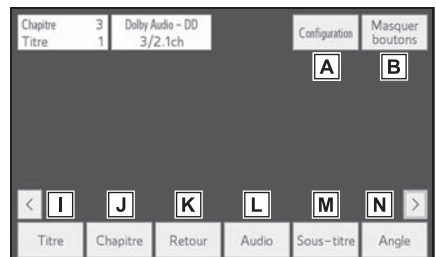 Chapitre 3
Titre 1
Dolby Audio – DD
3/2.1ch
Configuration
Masquer
boutons
A
B
< I J K L M N >
Titre
Chapitre
Retour
Audio
Sous-titre
Angle